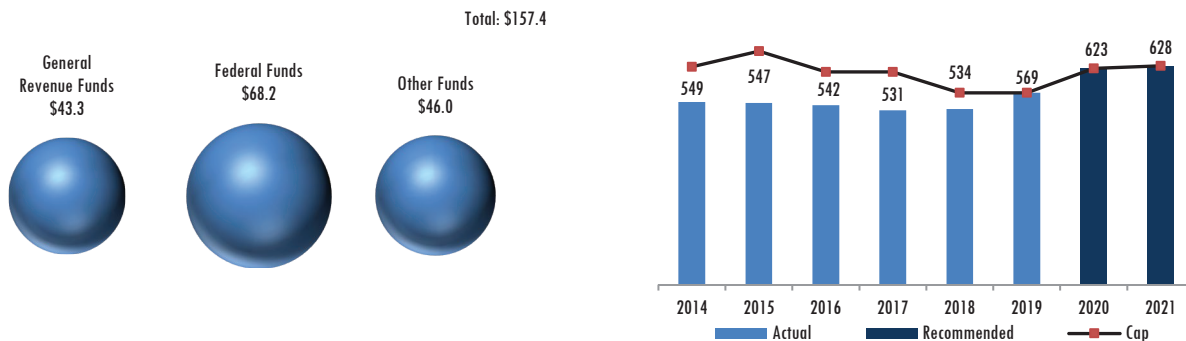 Total: $157.4
General
Revenue Funds
$43.3
Federal Funds
$68.2
Other Funds
$46.0
549
547
542
531
534
569
623
628
2014 2015 2016 2017 2018 2019 2020 2021
Actual Recommended Cap